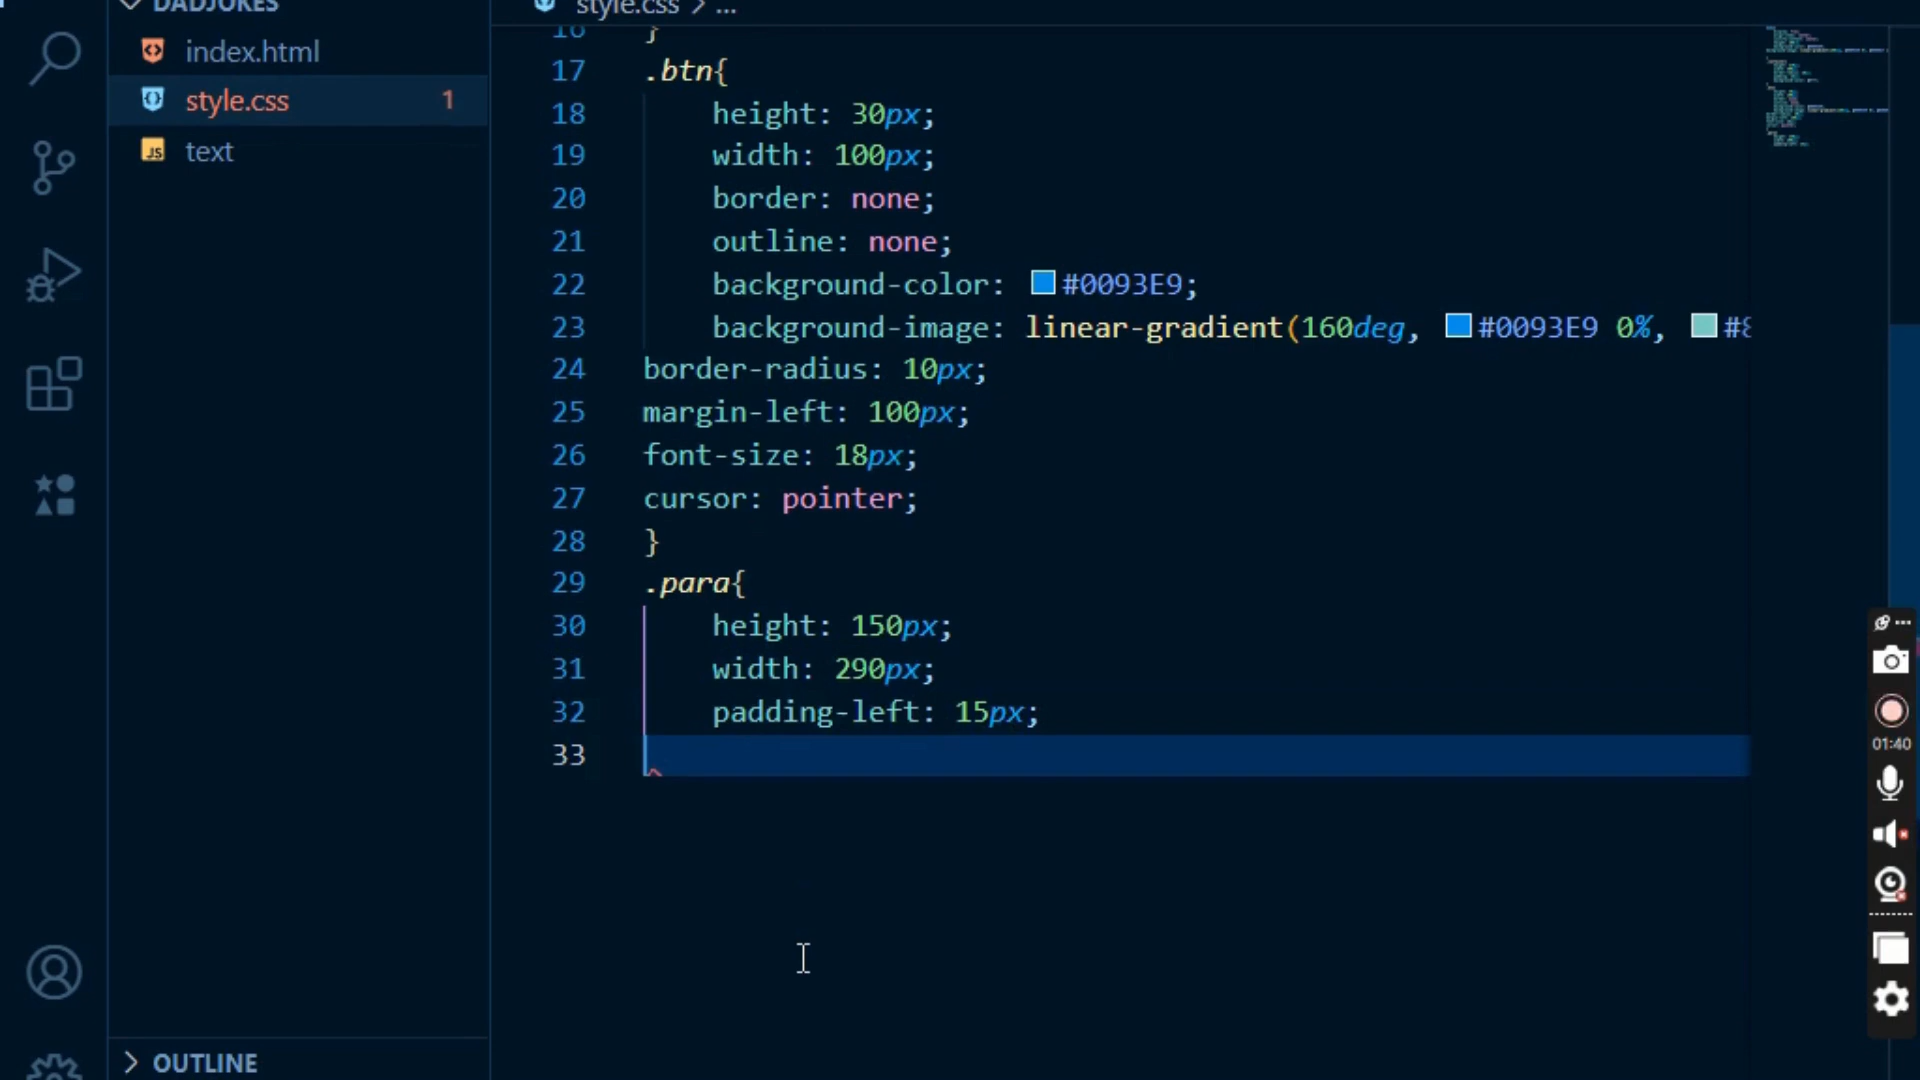 DADJOKES
style.css > ...
index.html
style.css 1
text
16 }
17 .btn{
18 height: 30px;
19 width: 100px;
20 border: none;
21 outline: none;
22 background-color: #0093E9;
23 background-image: linear-gradient(160deg, #0093E9 0%, #8
24 border-radius: 10px;
25 margin-left: 100px;
26 font-size: 18px;
27 cursor: pointer;
28 }
29 .para{
30 height: 150px;
31 width: 290px;
32 padding-left: 15px;
33
01:40
OUTLINE